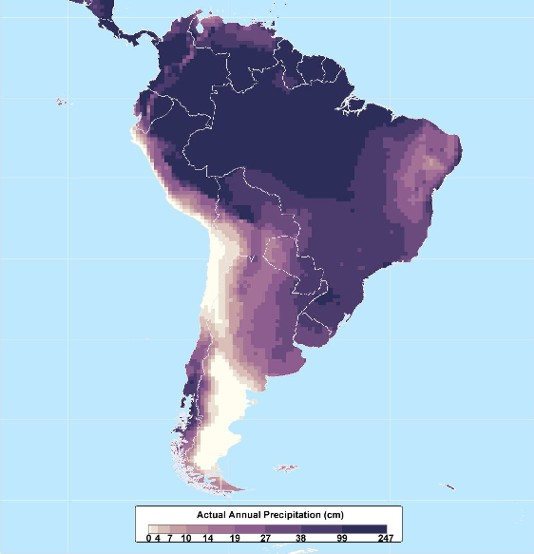 Actual Annual Precipitation (cm)
0 4 7 10 14 19 27 38 99 247